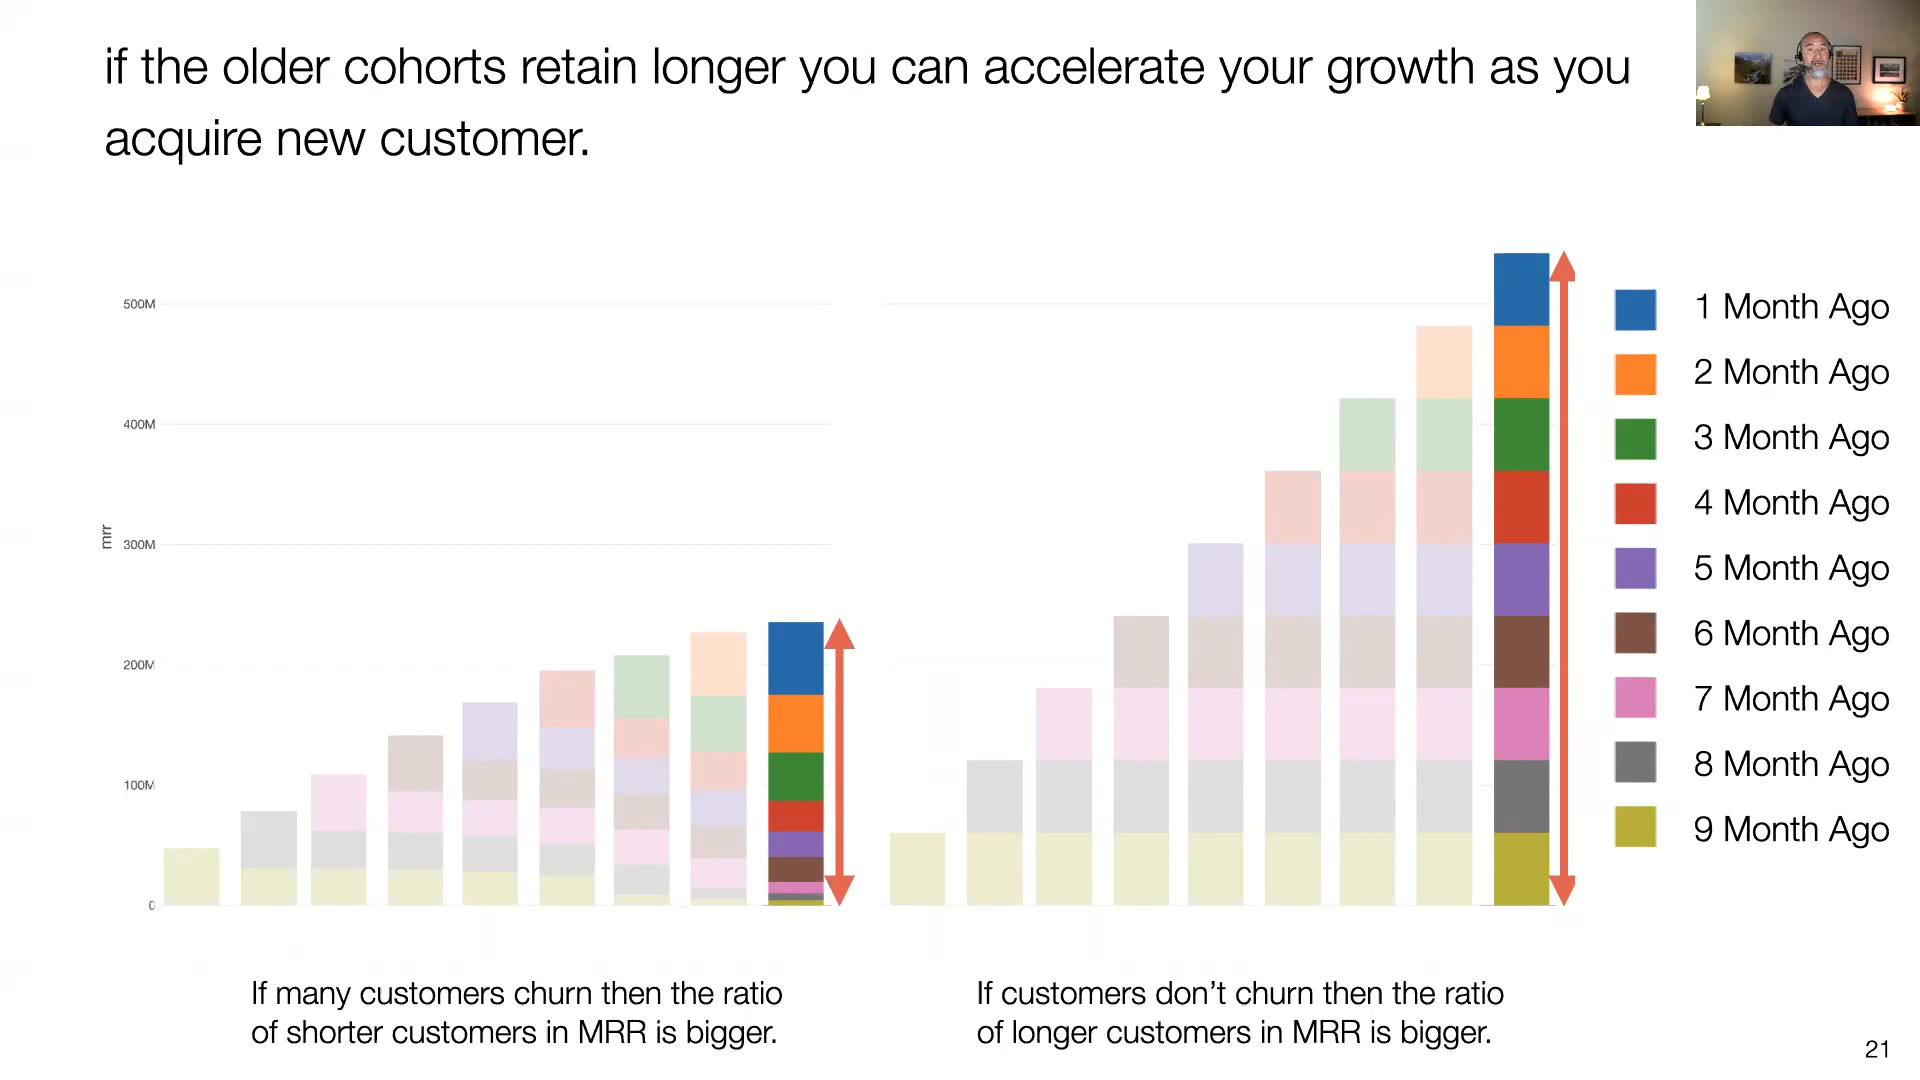 if the older cohorts retain longer you can accelerate your growth as you
acquire new customer.
500M
400M
300M
200M
100M
0
mrr
1 Month Ago
2 Month Ago
3 Month Ago
4 Month Ago
5 Month Ago
6 Month Ago
7 Month Ago
8 Month Ago
9 Month Ago
If many customers churn then the ratio
of shorter customers in MRR is bigger.
If customers don’t churn then the ratio
of longer customers in MRR is bigger.
21